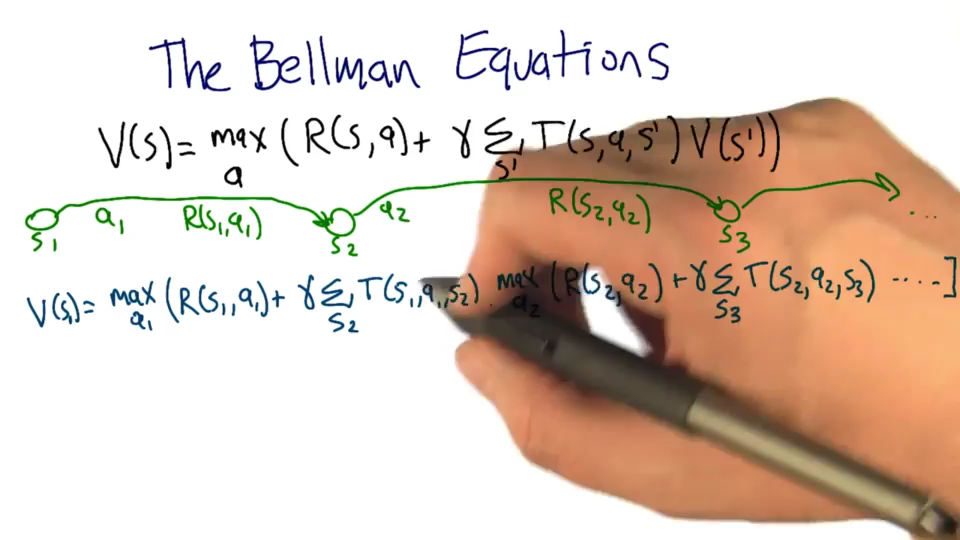 The Bellman Equations
V(s) = max_a (R(s,a) + γ Σ_s' T(s,a,s') V(s'))
s1 a1 R(s1,a1) s2 a2 R(s2,a2) s3 ...
V(s1) = max_a1 (R(s1,a1) + γ Σ_s2 T(s1,a1,s2) . max_a2 (R(s2,a2) + γ Σ_s3 T(s2,a2,s3) ....]